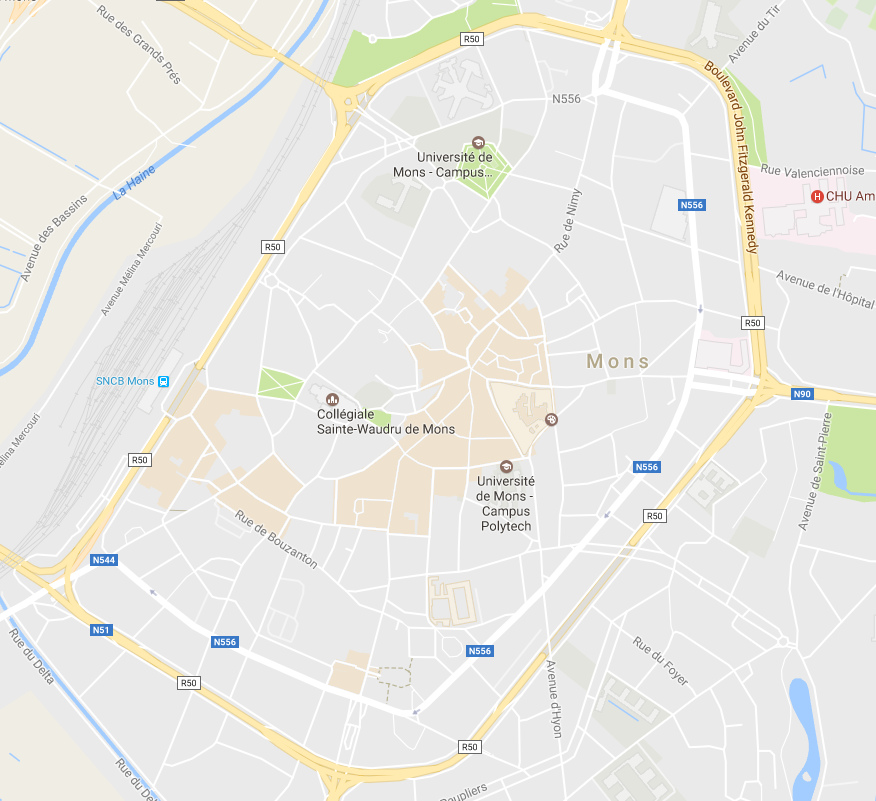 Rue des Grands Prés
R50
Avenue du Tir
N556
Boulevard John Fitzgerald Kennedy
Université de
Mons - Campus...
Rue Valenciennoise
La Haine
CHU Am
Avenue des Bassins
N556
Rue de Nimy
R50
Avenue Mélina Mercouri
Avenue de l'Hôpital
R50
Mons
SNCB Mons
N90
Collégiale
Sainte-Waudru de Mons
élina Mercouri
R50
N556
Avenue de Saint-Pierre
Université
de Mons -
Campus
Polytech
R50
Rue de Bouzanton
N544
N51
N556
N556
Rue du Delta
Rue du Foyer
R50
Avenue d'Hyon
R50
Rue du De
aupliers